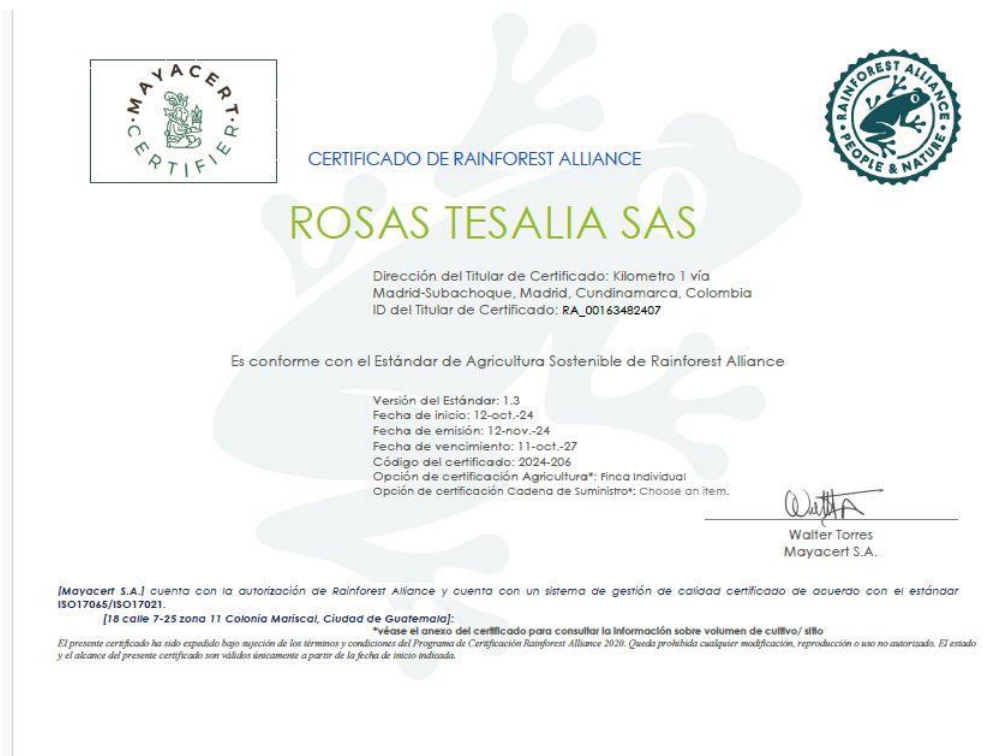 MAYACERT
CERTIFIER
RAINFOREST ALLIANCE
PEOPLE & NATURE
CERTIFICADO DE RAINFOREST ALLIANCE
ROSAS TESALIA SAS
Dirección del Titular de Certificado: Kilometro 1 vía
Madrid-Subachoque, Madrid, Cundinamarca, Colombia
ID del Titular de Certificado: RA_00163482407
Es conforme con el Estándar de Agricultura Sostenible de Rainforest Alliance
Versión del Estándar: 1.3
Fecha de inicio: 12-oct.-24
Fecha de emisión: 12-nov.-24
Fecha de vencimiento: 11-oct.-27
Código del certificado: 2024-206
Opción de certificación Agricultura*: Finca Individual
Opción de certificación Cadena de Suministro*: Choose an item.
Walter Torres
Mayacert S.A.
[Mayacert S.A.] cuenta con la autorización de Rainforest Alliance y cuenta con un sistema de gestión de calidad certificado de acuerdo con el estándar
ISO17065/ISO17021.
[18 calle 7-25 zona 11 Colonia Mariscal, Ciudad de Guatemala]:
*véase el anexo del certificado para consultar la información sobre volumen de cultivo/ sitio
El presente certificado ha sido expedido bajo sujeción de los términos y condiciones del Programa de Certificación Rainforest Alliance 2020. Queda prohibida cualquier modificación, reproducción o uso no autorizado. El estado
y el alcance del presente certificado son válidos únicamente a partir de la fecha de inicio indicada.